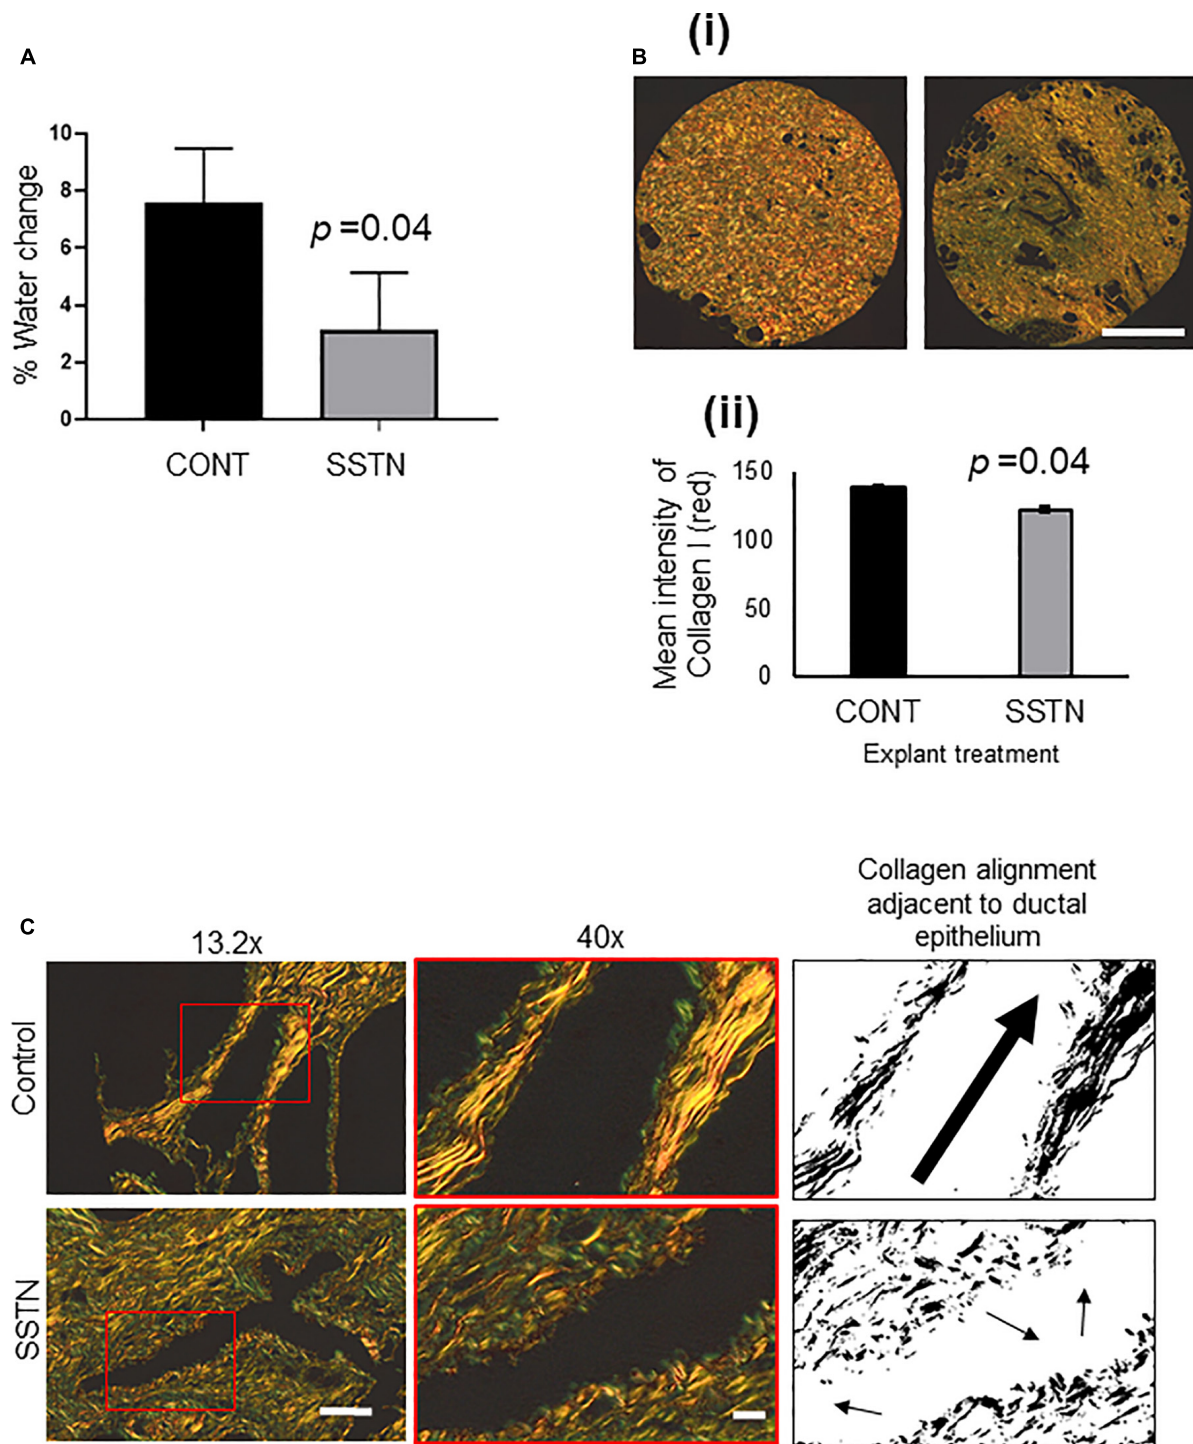 A
10
8
6
4
2
0
% Water change
p=0.04
CONT
SSTN
B
(i)
(ii)
150
100
50
0
Mean intensity of
Collagen I (red)
p=0.04
CONT
SSTN
Explant treatment
C
13.2x
40x
Collagen alignment
adjacent to ductal
epithelium
Control
SSTN